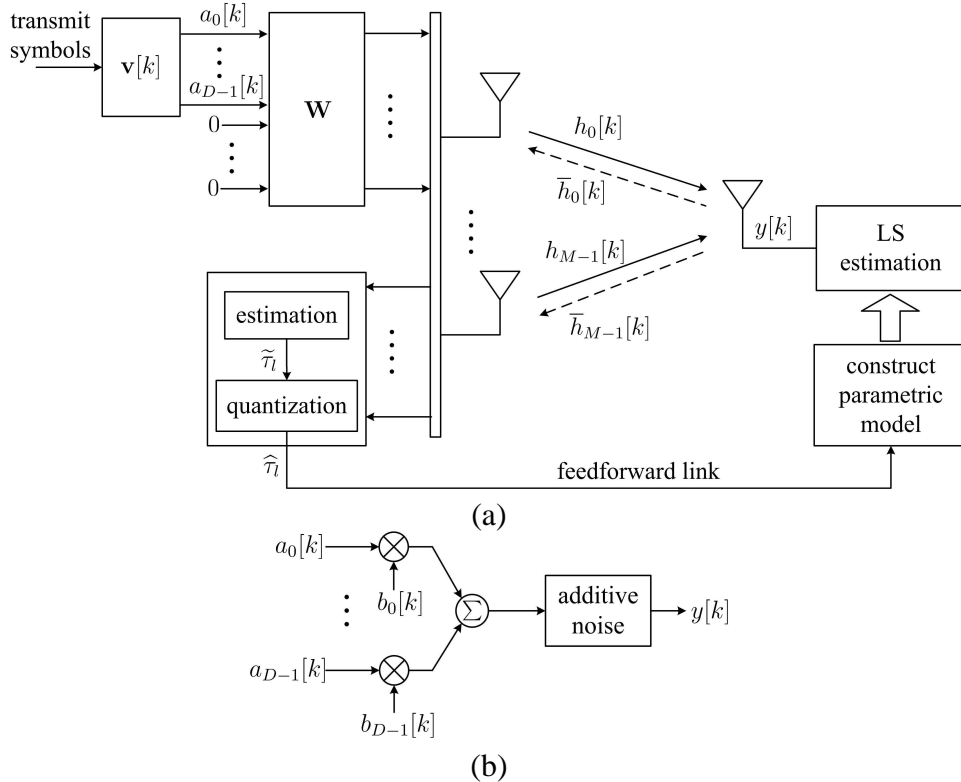 transmit
symbols
v[k]
a_0[k]
a_{D−1}[k]
0
0
W
h_0[k]
h̅_0[k]
h_{M−1}[k]
h̅_{M−1}[k]
y[k]
LS
estimation
construct
parametric
model
estimation
τ̃_l
quantization
τ̂_l
feedforward link
(a)
a_0[k]
b_0[k]
a_{D−1}[k]
b_{D−1}[k]
Σ
additive
noise
y[k]
(b)